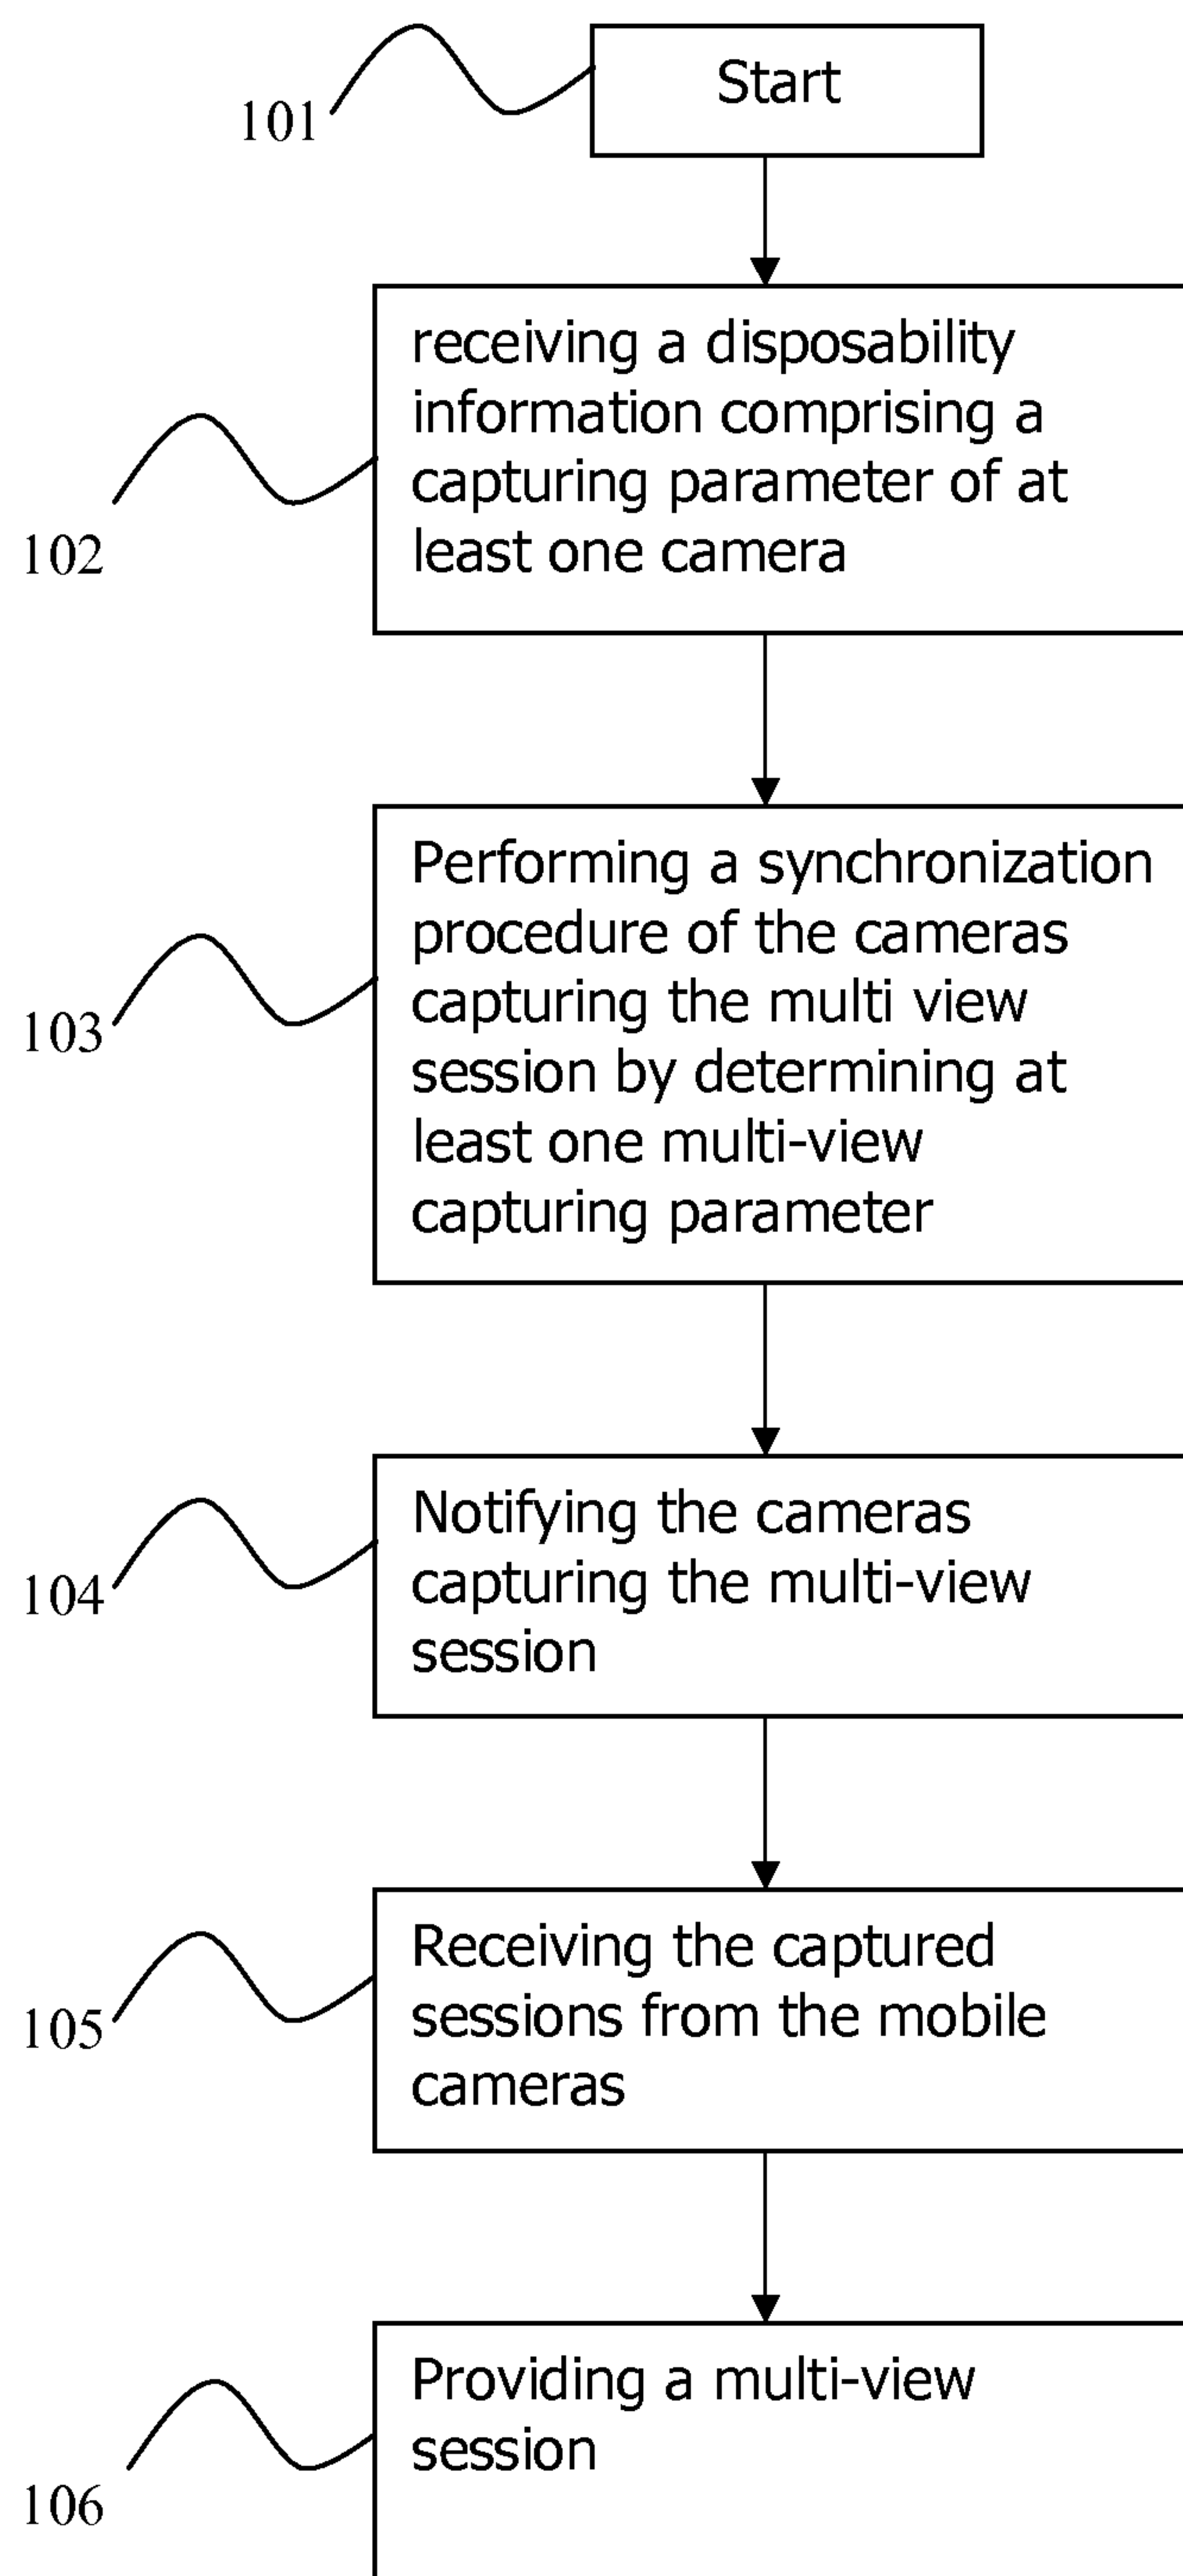 Start
101
receiving a disposability
information comprising a
capturing parameter of at
least one camera
102
Performing a synchronization
procedure of the cameras
capturing the multi view
session by determining at
least one multi-view
capturing parameter
103
Notifying the cameras
capturing the multi-view
session
104
Receiving the captured
sessions from the mobile
cameras
105
Providing a multi-view
session
106